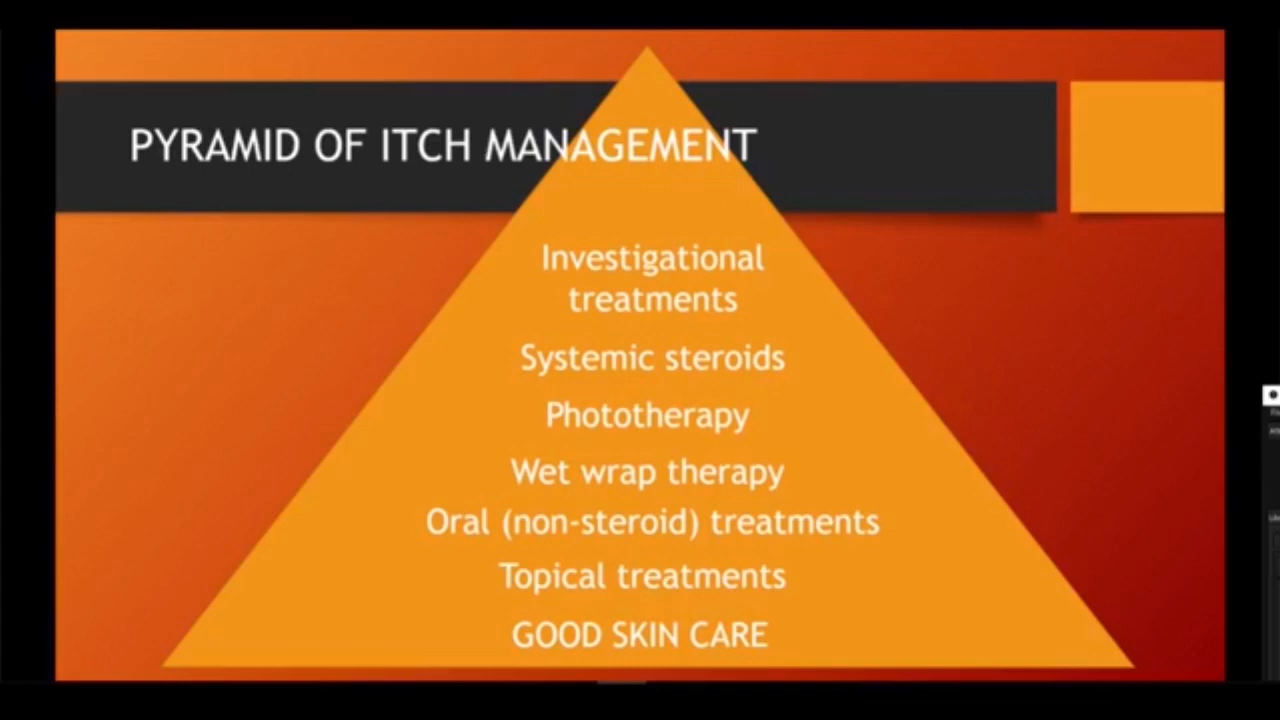 PYRAMID OF ITCH MANAGEMENT
Investigational
treatments
Systemic steroids
Phototherapy
Wet wrap therapy
Oral (non-steroid) treatments
Topical treatments
GOOD SKIN CARE